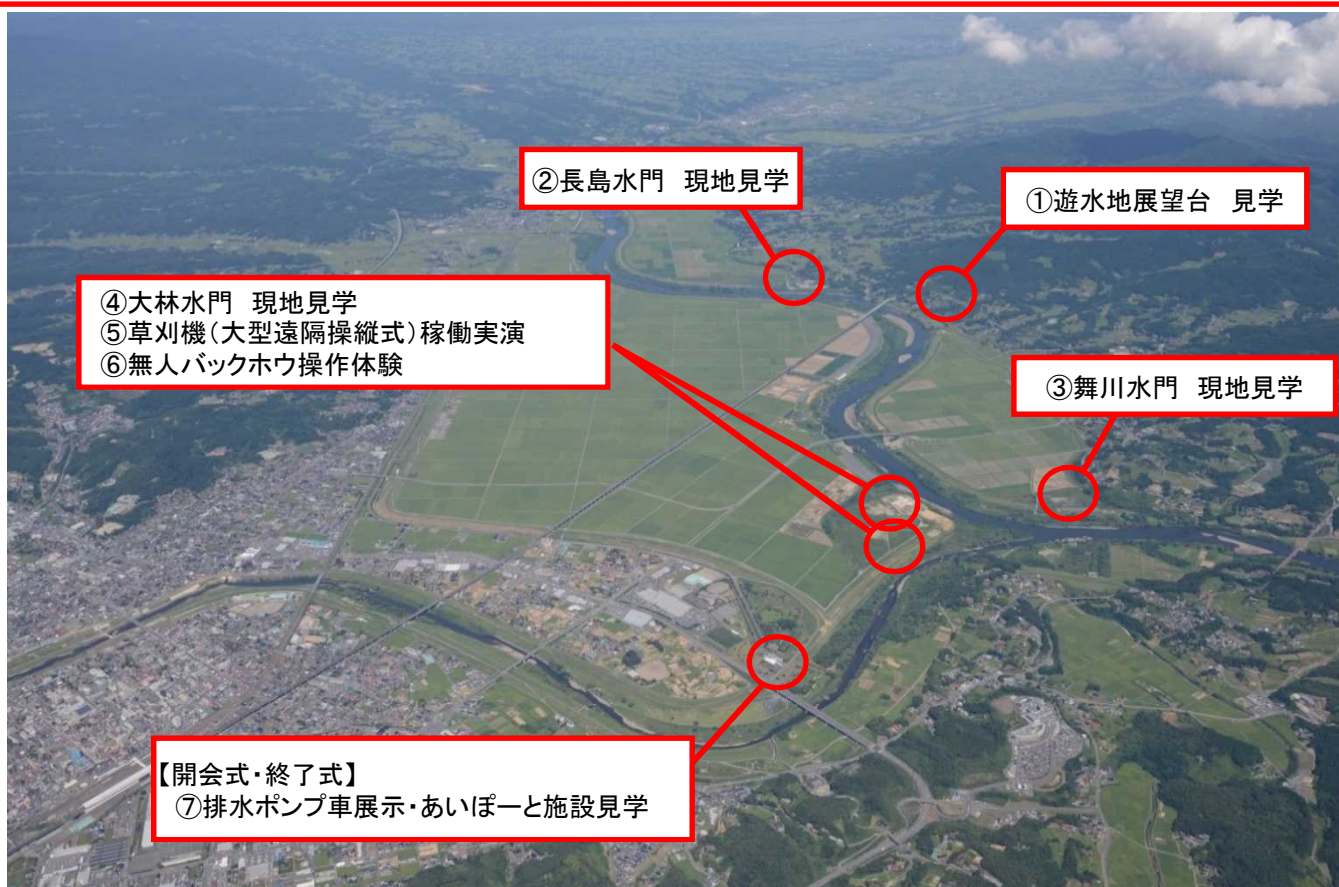 ②長島水門　現地見学
①遊水地展望台　見学
④大林水門　現地見学
⑤草刈機（大型遠隔操縦式）稼働実演
⑥無人バックホウ操作体験
③舞川水門　現地見学
【開会式・終了式】
⑦排水ポンプ車展示・あいぽーと施設見学